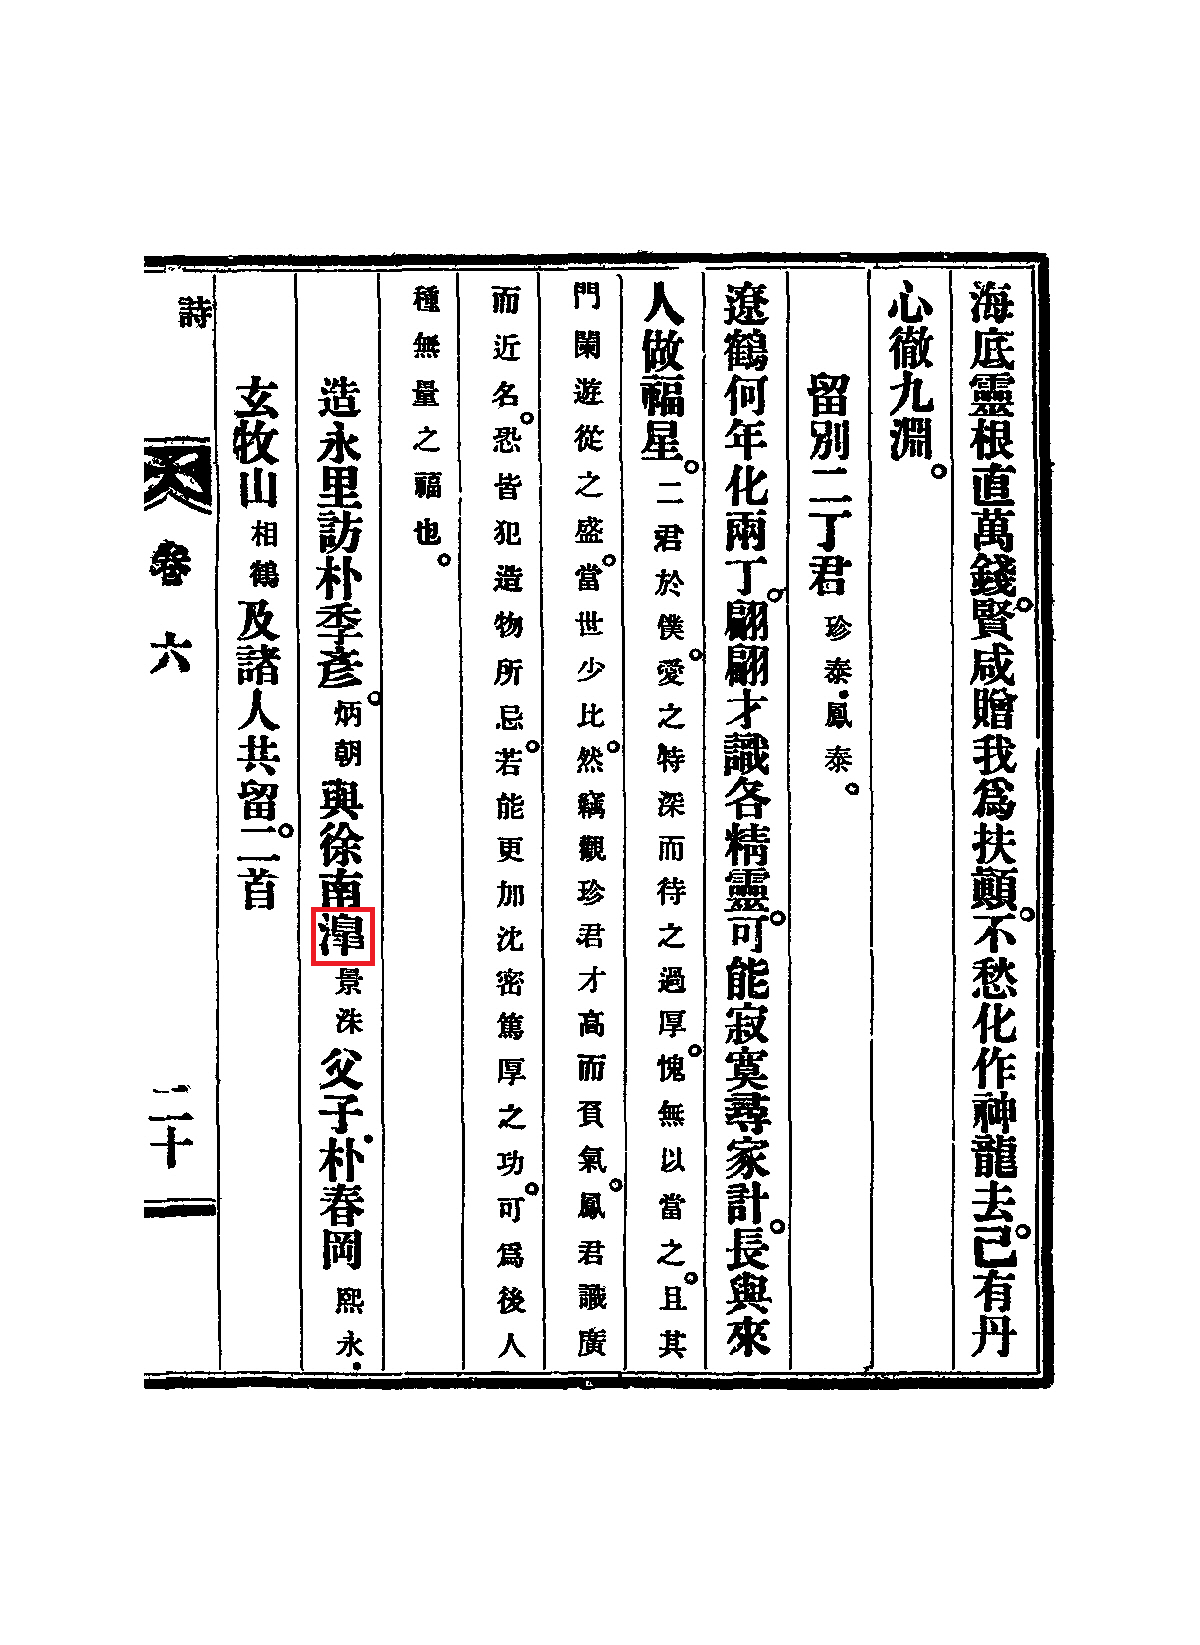 海底靈根直萬錢賢咸贈我爲扶顚不愁化作神龍去己有丹
心徹九淵
留別二丁君珍泰鳳泰
遼鶴何年化兩丁翩翩才識各精靈可能寂寞尋家計長與來
人做福星二君於僕愛之特深而待之過厚愧無以當之且其
門闌遊從之盛當世少比然竊觀珍君才高而負氣鳳君識廣
而近名恐皆犯造物所忌若能更加沈密篤厚之功可爲後人
種無量之福也
造永里訪朴季彥炳朝與徐南景洙父子朴春岡熙永
玄牧山相鶴及諸人共留二首
詩 卷六 二十